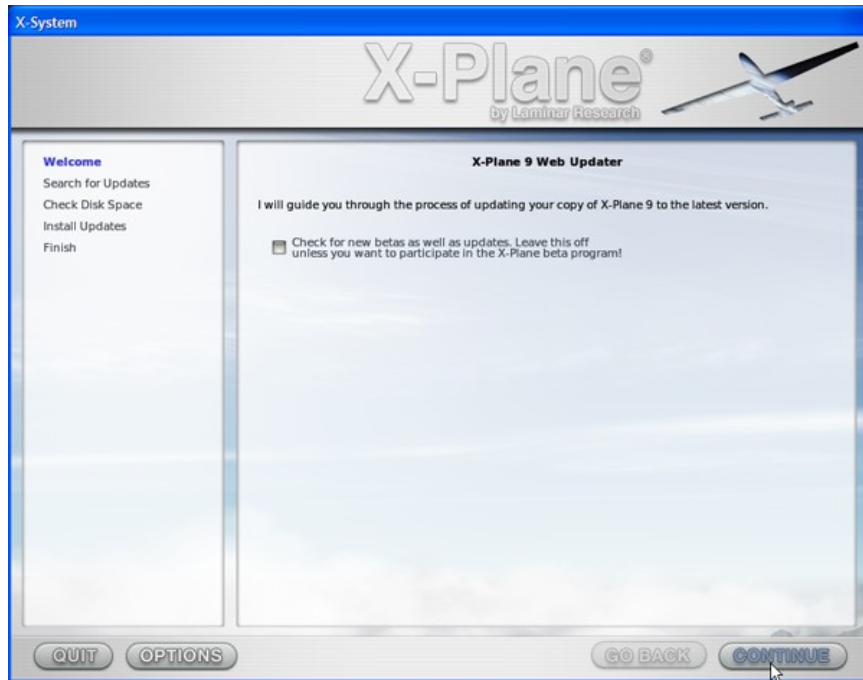 X-System
X-Plane®
by Laminar Research
Welcome
Search for Updates
Check Disk Space
Install Updates
Finish
X-Plane 9 Web Updater
I will guide you through the process of updating your copy of X-Plane 9 to the latest version.
Check for new betas as well as updates. Leave this off
unless you want to participate in the X-Plane beta program!
QUIT
OPTIONS
GO BACK
CONTINUE